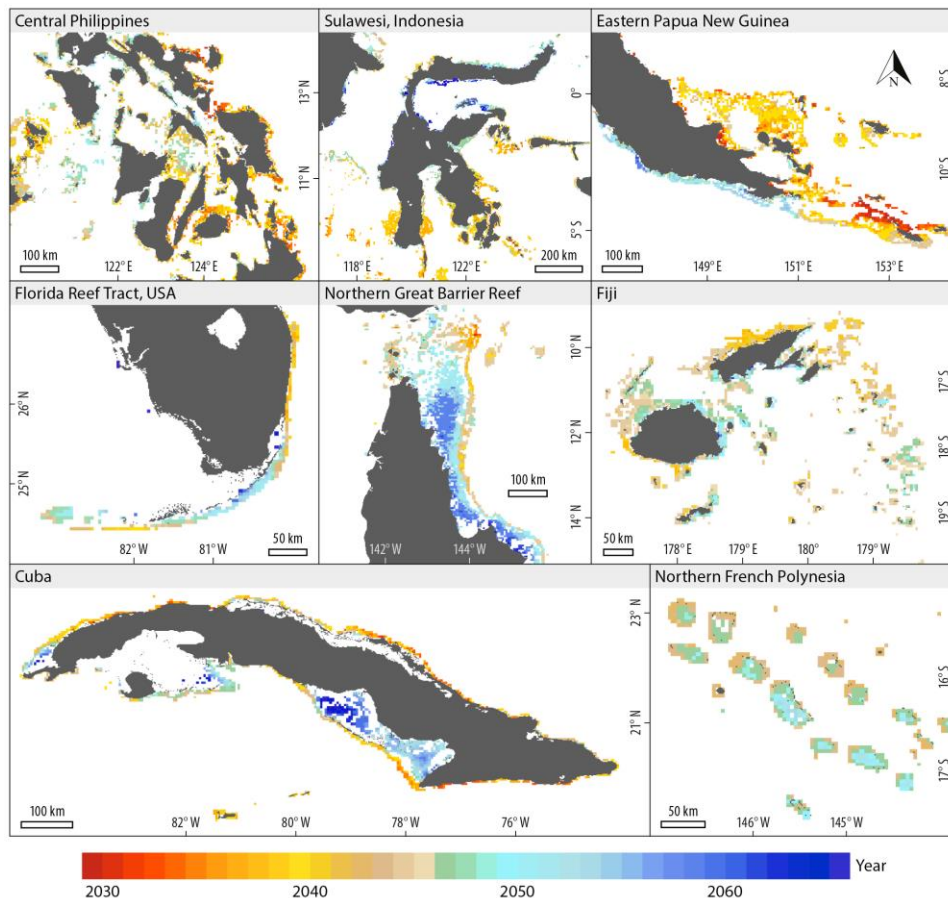 Central Philippines
Sulawesi, Indonesia
Eastern Papua New Guinea
13°N
11°N
100 km
122°E
124°E
0°
5°S
118°E
122°E
200 km
N
8°S
10°S
100 km
149°E
151°E
153°E
Florida Reef Tract, USA
Northern Great Barrier Reef
Fiji
26°N
25°N
82°W
81°W
50 km
10°N
12°N
14°N
100 km
142°W
144°W
17°S
18°S
19°S
50 km
178°E
179°E
180°
179°W
Cuba
Northern French Polynesia
23°N
21°N
100 km
82°W
80°W
78°W
76°W
16°S
17°S
50 km
146°W
145°W
Year
2030
2040
2050
2060